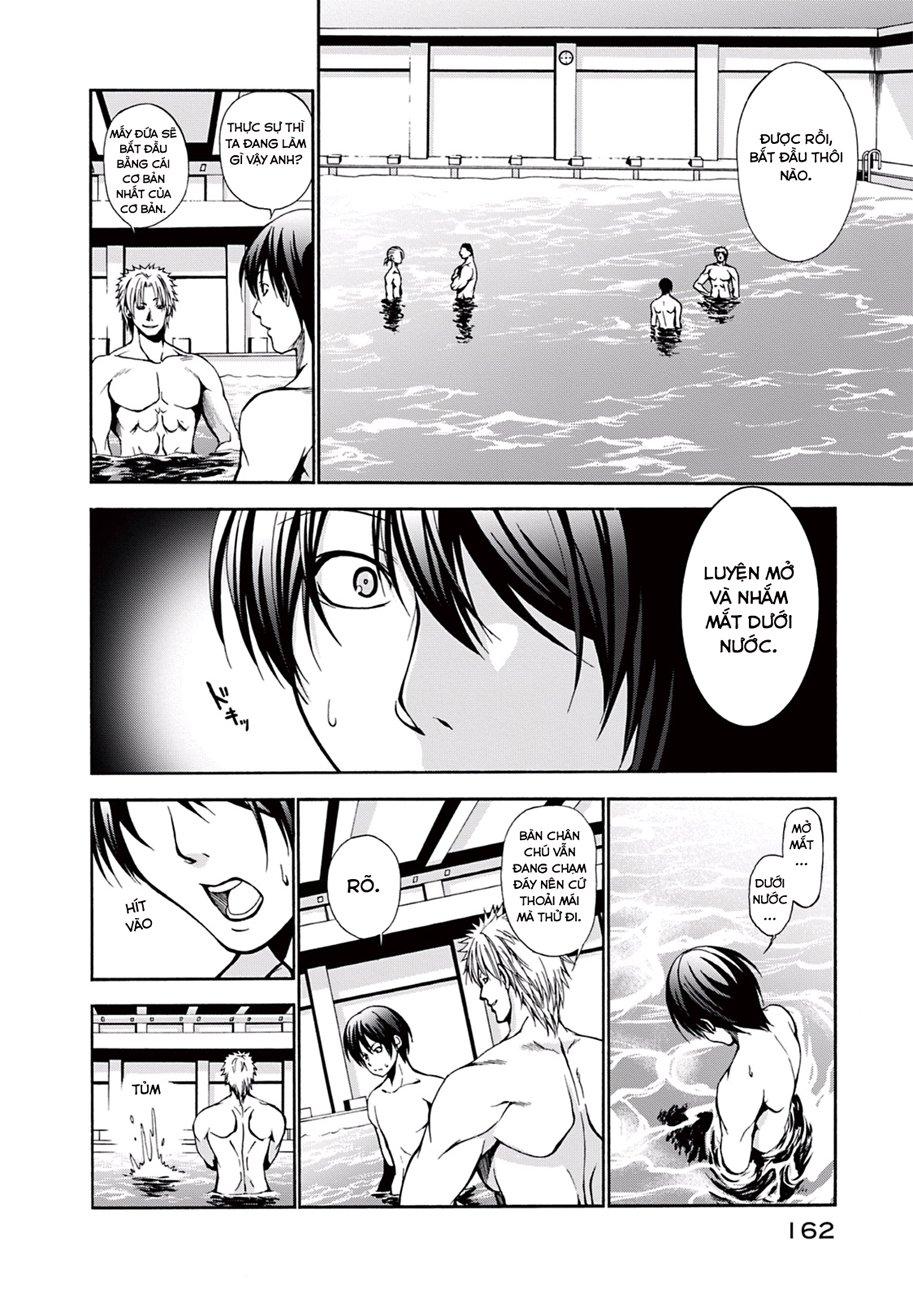 ĐƯỢC RỒI,
BẮT ĐẦU THÔI
NÀO.
THỰC SỰ THÌ
TA ĐANG LÀM
GÌ VẬY ANH?
MẤY ĐỨA SẼ
BẮT ĐẦU
BẰNG CÁI
CƠ BẢN
NHẤT CỦA
CƠ BẢN.
LUYỆN MỞ
VÀ NHẮM
MẮT DƯỚI
NƯỚC.
ドキッ
MỞ
MẮT
...
DƯỚI
NƯỚC
...
BÀN CHÂN
CHÚ VẪN
ĐANG CHẠM
ĐÁY NÊN CỨ
THOẢI MÁI
MÀ THỬ ĐI.
RÕ.
HÍT
VÀO
TỦM
162